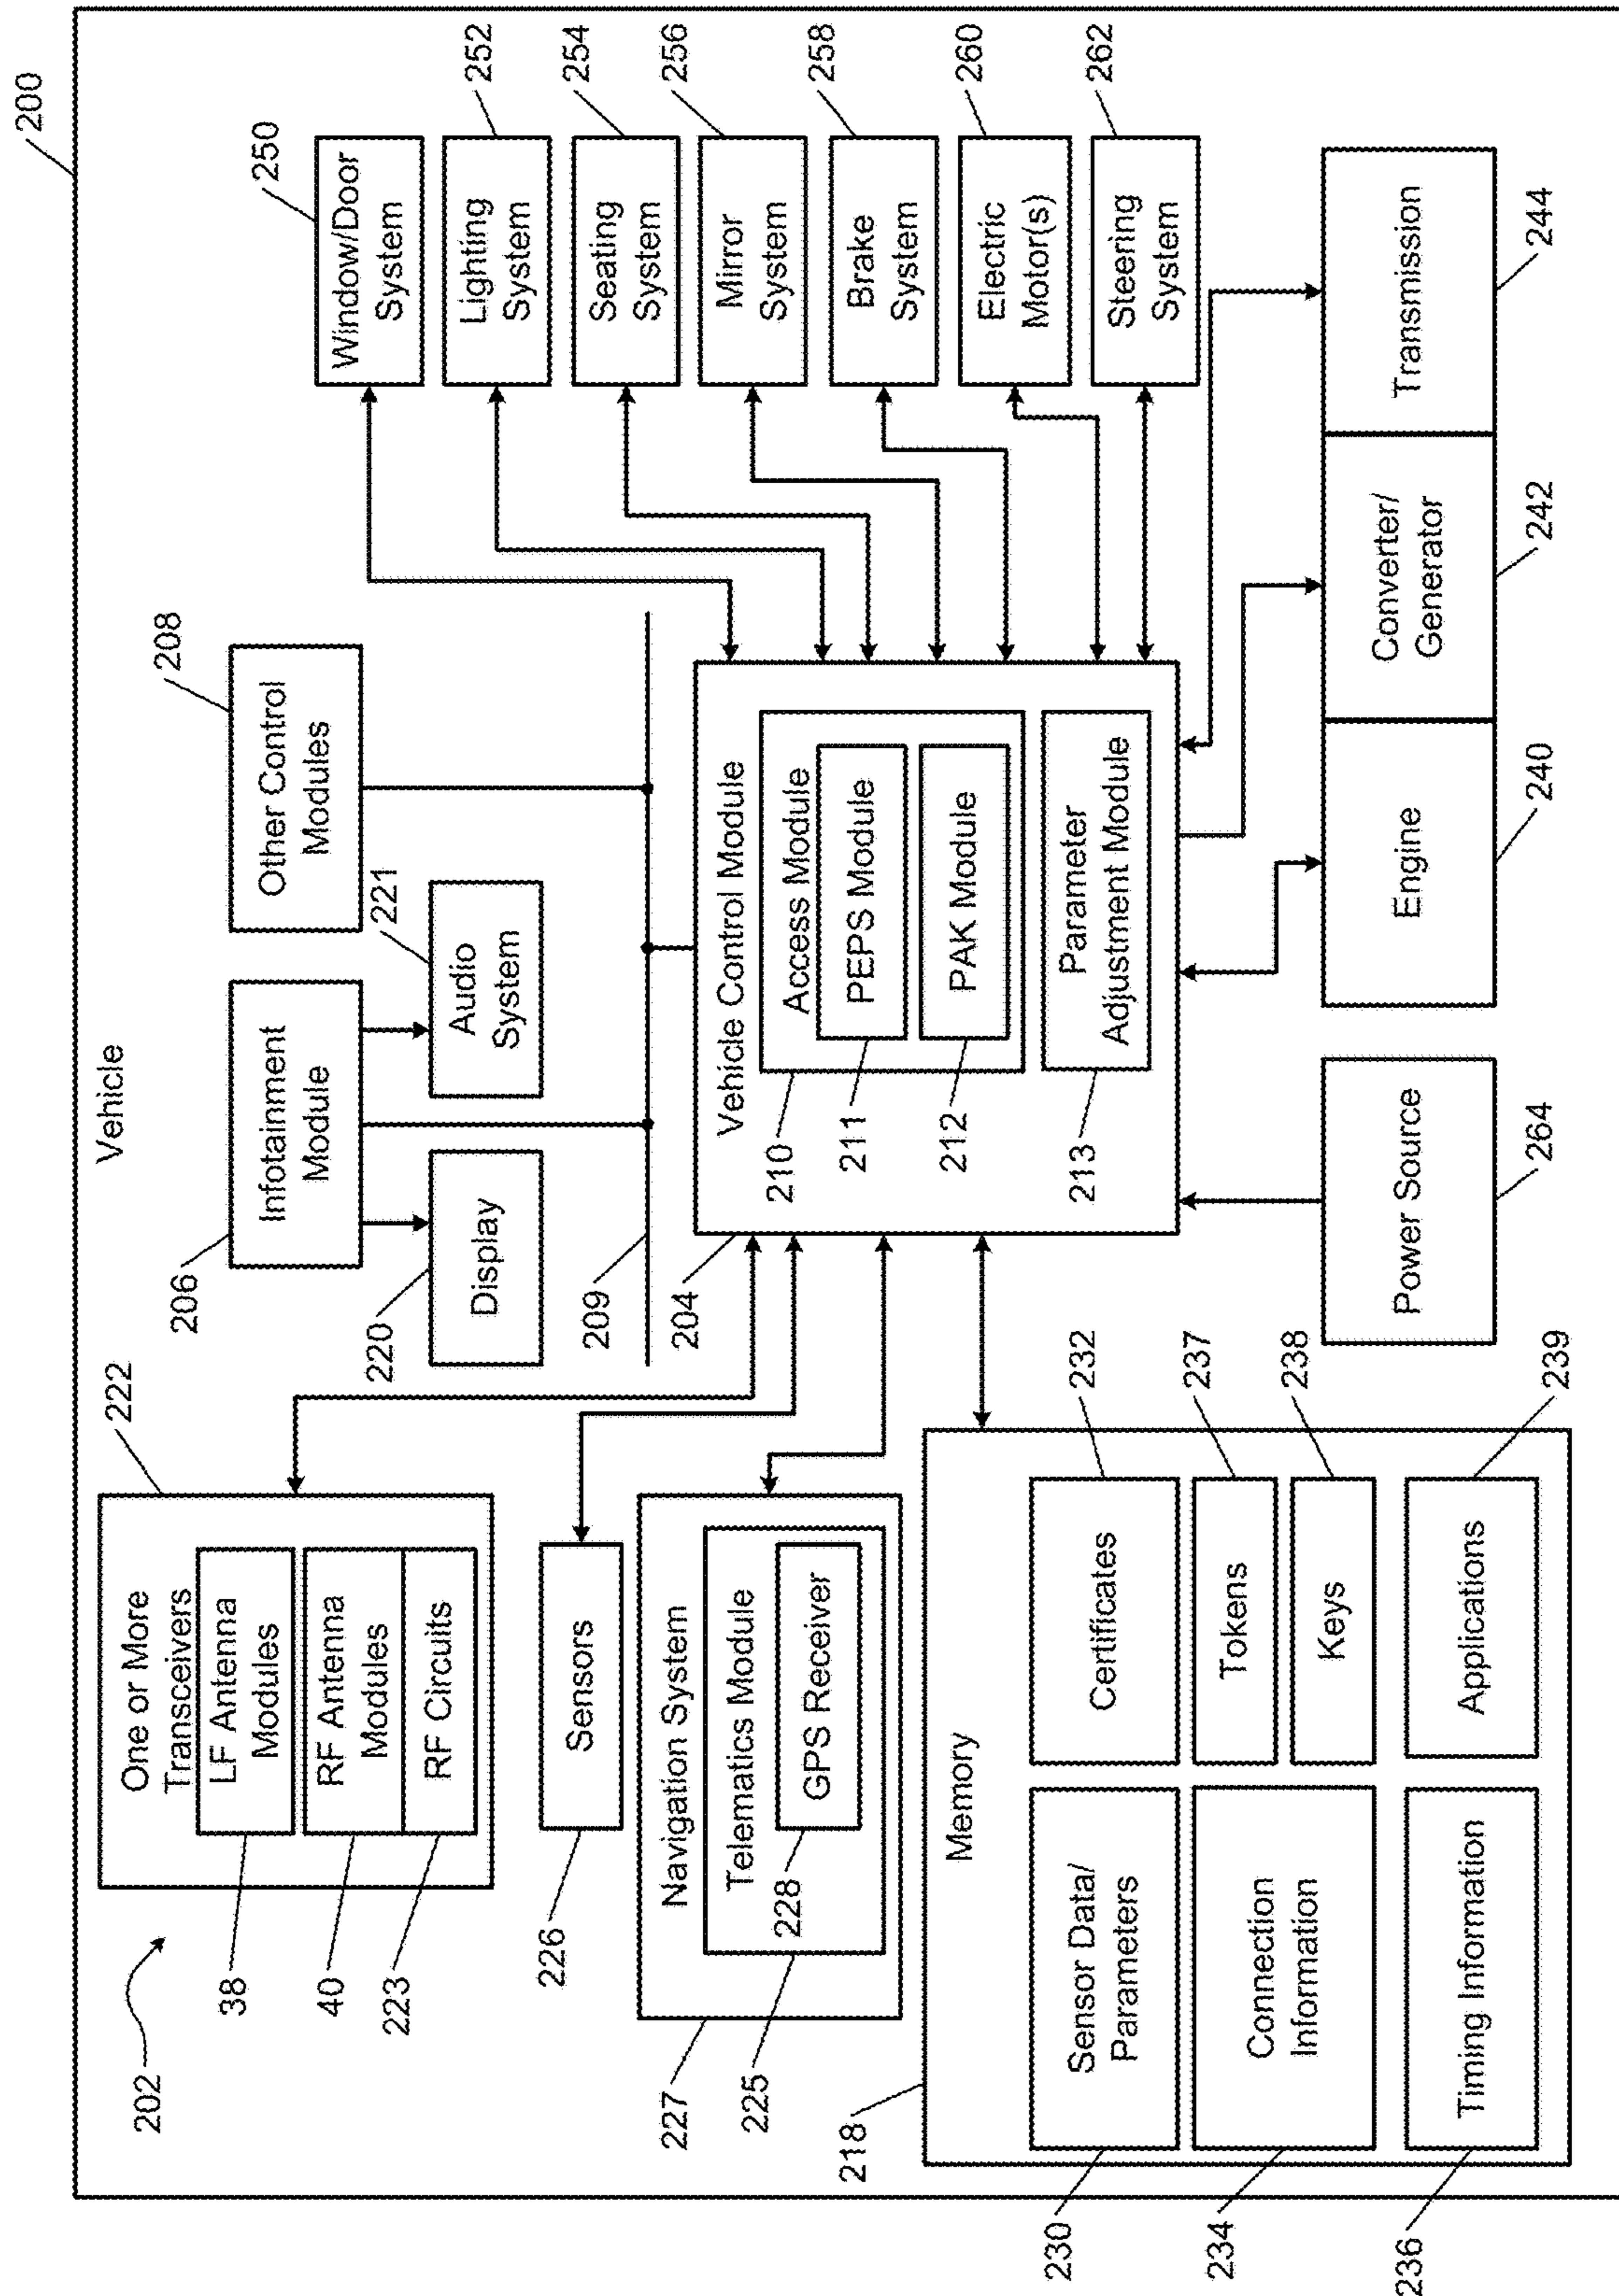 200
Vehicle
202
222
One or More
Transceivers
LF Antenna
Modules
RF Antenna
Modules
RF Circuits
38
40
223
206
Infotainment
Module
208
Other Control
Modules
220
Display
221
Audio
System
209
204
226
Sensors
227
Navigation System
225
Telematics Module
228
GPS Receiver
Vehicle Control Module
210
Access Module
211
PEPS Module
212
PAK Module
213
Parameter
Adjustment Module
250
Window/Door
System
252
Lighting
System
254
Seating
System
256
Mirror
System
258
Brake
System
260
Electric
Motor(s)
262
Steering
System
218
Memory
230
Sensor Data/
Parameters
232
Certificates
234
Connection
Information
237
Tokens
238
Keys
236
Timing Information
239
Applications
Power Source
264
Engine
240
Converter/
Generator
242
Transmission
244